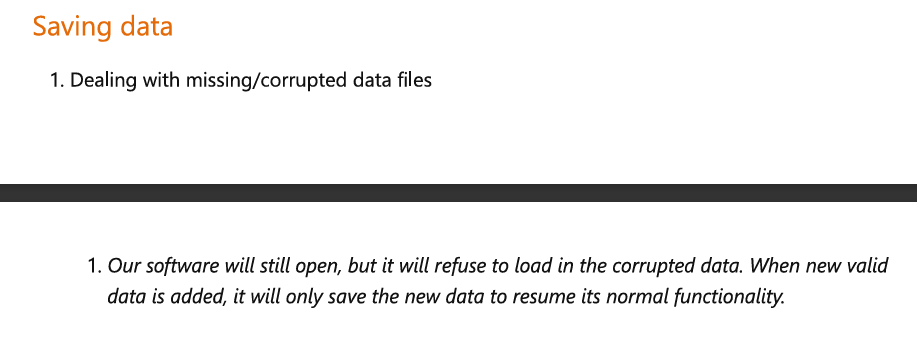 Saving data
1. Dealing with missing/corrupted data files
1. Our software will still open, but it will refuse to load in the corrupted data. When new valid
data is added, it will only save the new data to resume its normal functionality.